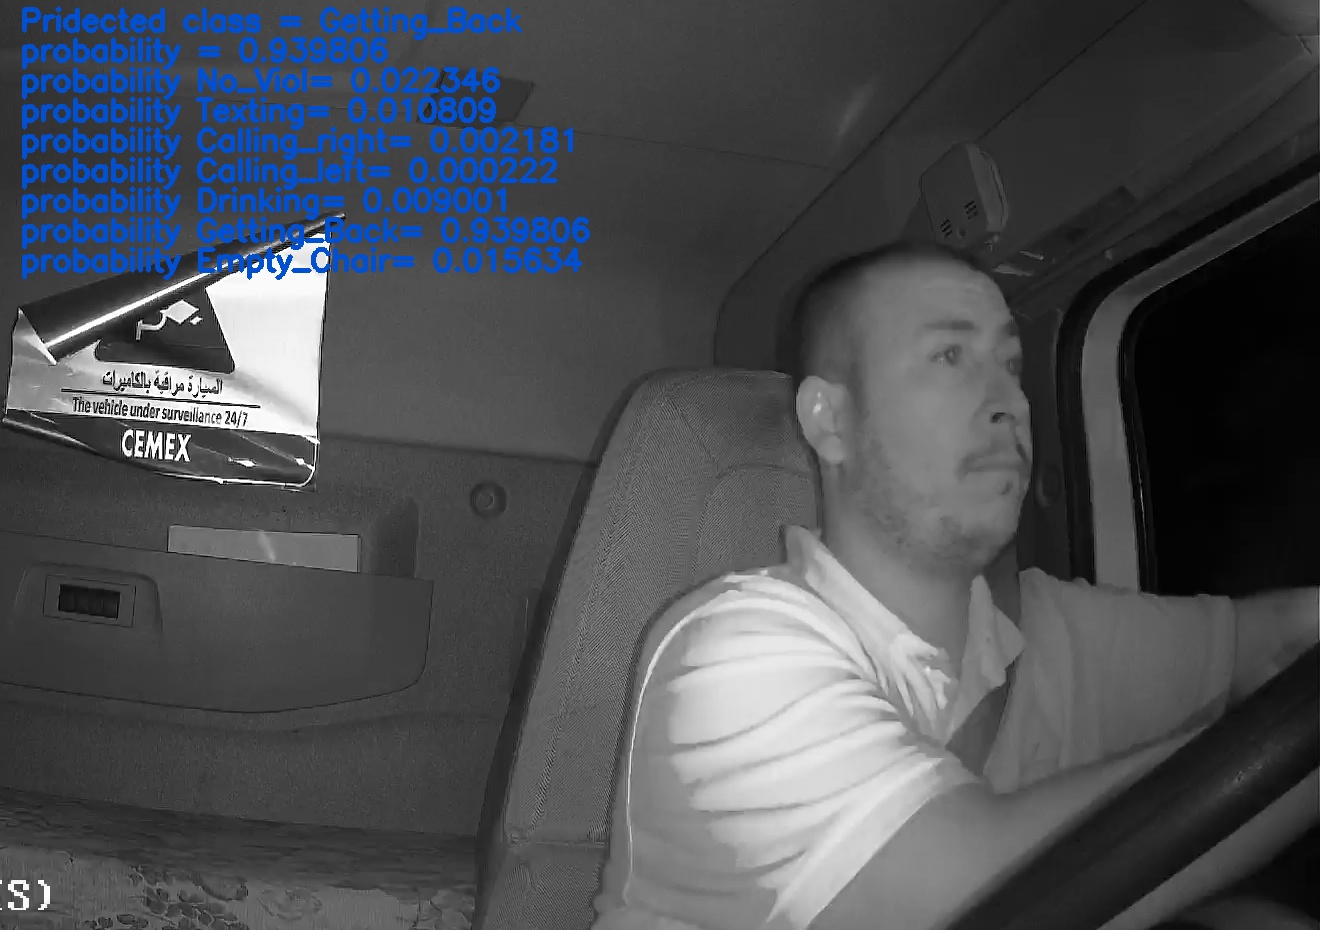 Pridected class = Getting_Back
probability = 0.939806
probability No_Viol= 0.022346
probability Texting= 0.010809
probability Calling_right= 0.002181
probability Calling_left= 0.000222
probability Drinking= 0.009001
probability Getting_Back= 0.939806
probability Empty_Chair= 0.015634
السيارة مراقبة بالكاميرات
The vehicle under surveillance 24/7
CEMEX
(S)